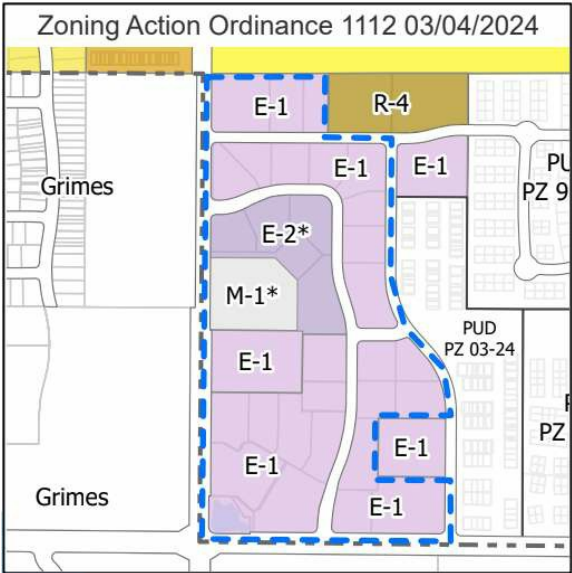 Zoning Action Ordinance 1112 03/04/2024
E-1
R-4
E-1
E-1
PU
PZ 9
Grimes
E-2*
M-1*
PUD
PZ 03-24
E-1
E-1
PZ
E-1
Grimes
E-1